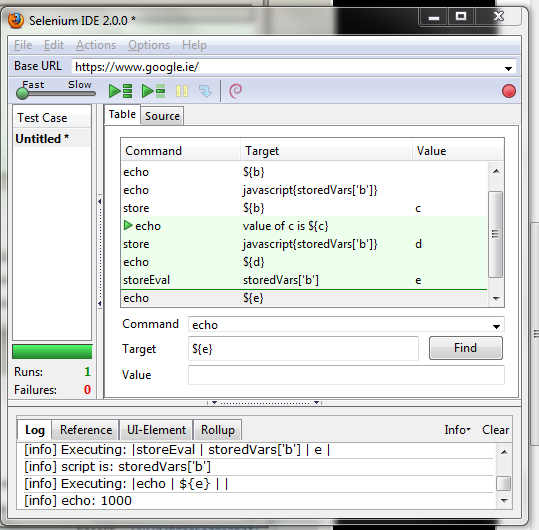 Selenium IDE 2.0.0 *
File Edit Actions Options Help
Base URL https://www.google.ie/
Fast Slow
Test Case
Untitled *
Table Source
Command Target Value
echo ${b}
echo javascript{storedVars['b']}
store ${b} c
echo value of c is ${c}
store javascript{storedVars['b']} d
echo ${d}
storeEval storedVars['b'] e
echo ${e}
Command echo
Target ${e} Find
Value
Runs: 1
Failures: 0
Log Reference UI-Element Rollup Info Clear
[info] Executing: |storeEval | storedVars['b'] | e |
[info] script is: storedVars['b']
[info] Executing: |echo | ${e} | |
[info] echo: 1000